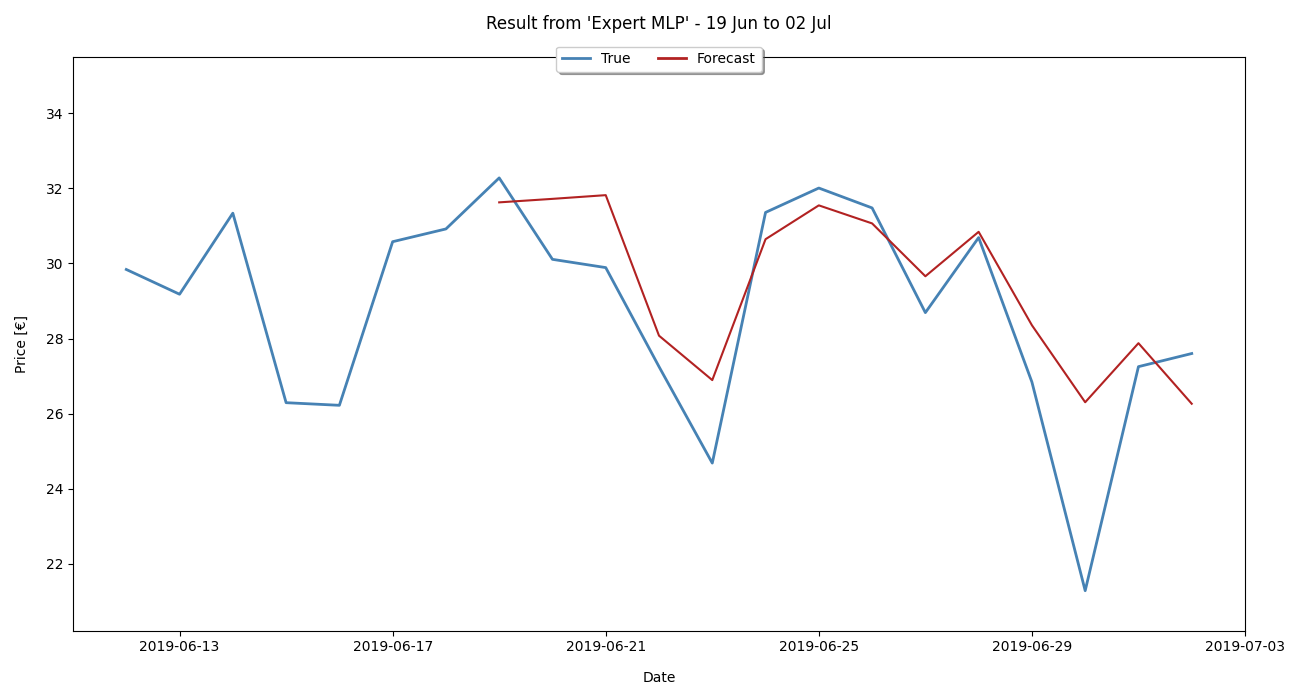 Result from 'Expert MLP' - 19 Jun to 02 Jul
True Forecast
34
32
30
28
26
24
22
Price [€]
2019-06-13 2019-06-17 2019-06-21 2019-06-25 2019-06-29 2019-07-03
Date